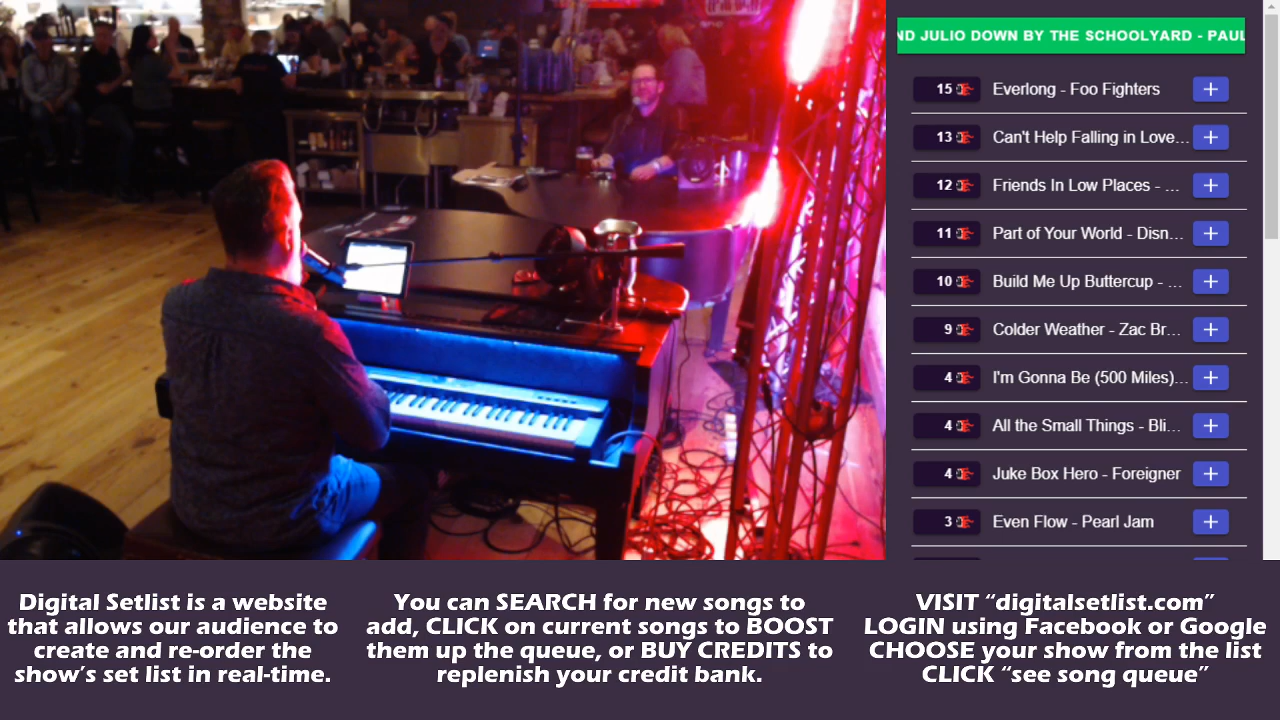 ND JULIO DOWN BY THE SCHOOLYARD - PAUL
15 Everlong - Foo Fighters +
13 Can't Help Falling in Love... +
12 Friends In Low Places - ... +
11 Part of Your World - Disn... +
10 Build Me Up Buttercup - ... +
9 Colder Weather - Zac Br... +
4 I'm Gonna Be (500 Miles)... +
4 All the Small Things - Bli... +
4 Juke Box Hero - Foreigner +
3 Even Flow - Pearl Jam +
Digital Setlist is a website
that allows our audience to
create and re-order the
show's set list in real-time.
You can SEARCH for new songs to
add, CLICK on current songs to BOOST
them up the queue, or BUY CREDITS to
replenish your credit bank.
VISIT “digitalsetlist.com”
LOGIN using Facebook or Google
CHOOSE your show from the list
CLICK “see song queue”